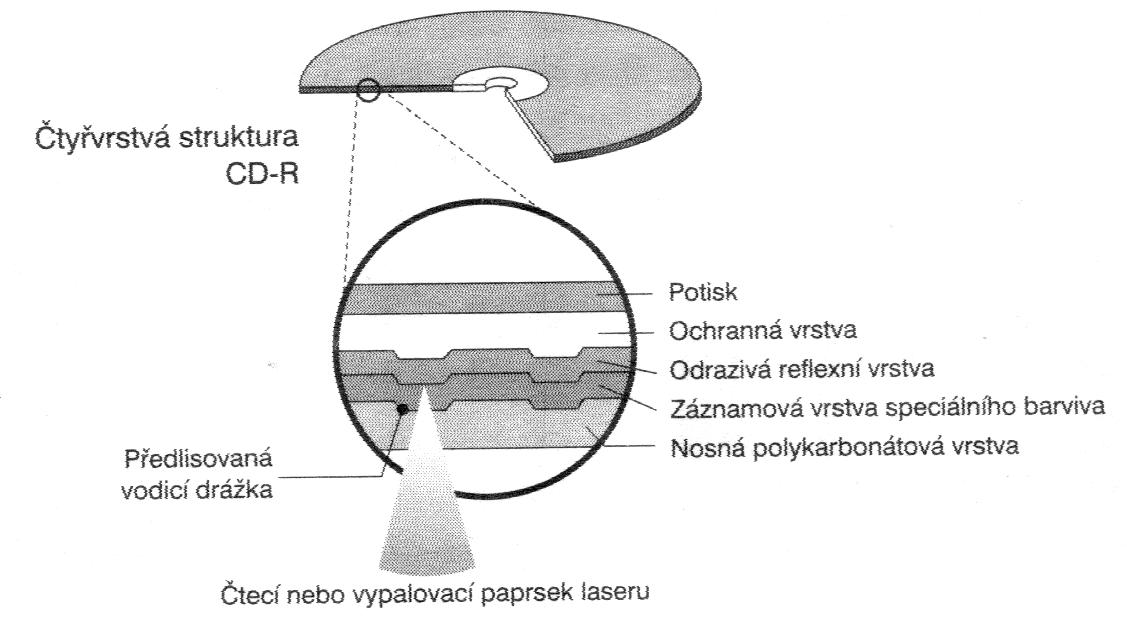 Čtyřvrstvá struktura
CD-R
Potisk
Ochranná vrstva
Odrazivá reflexní vrstva
Záznamová vrstva speciálního barviva
Nosná polykarbonátová vrstva
Předlisovaná
vodicí drážka
Čtecí nebo vypalovací paprsek laseru